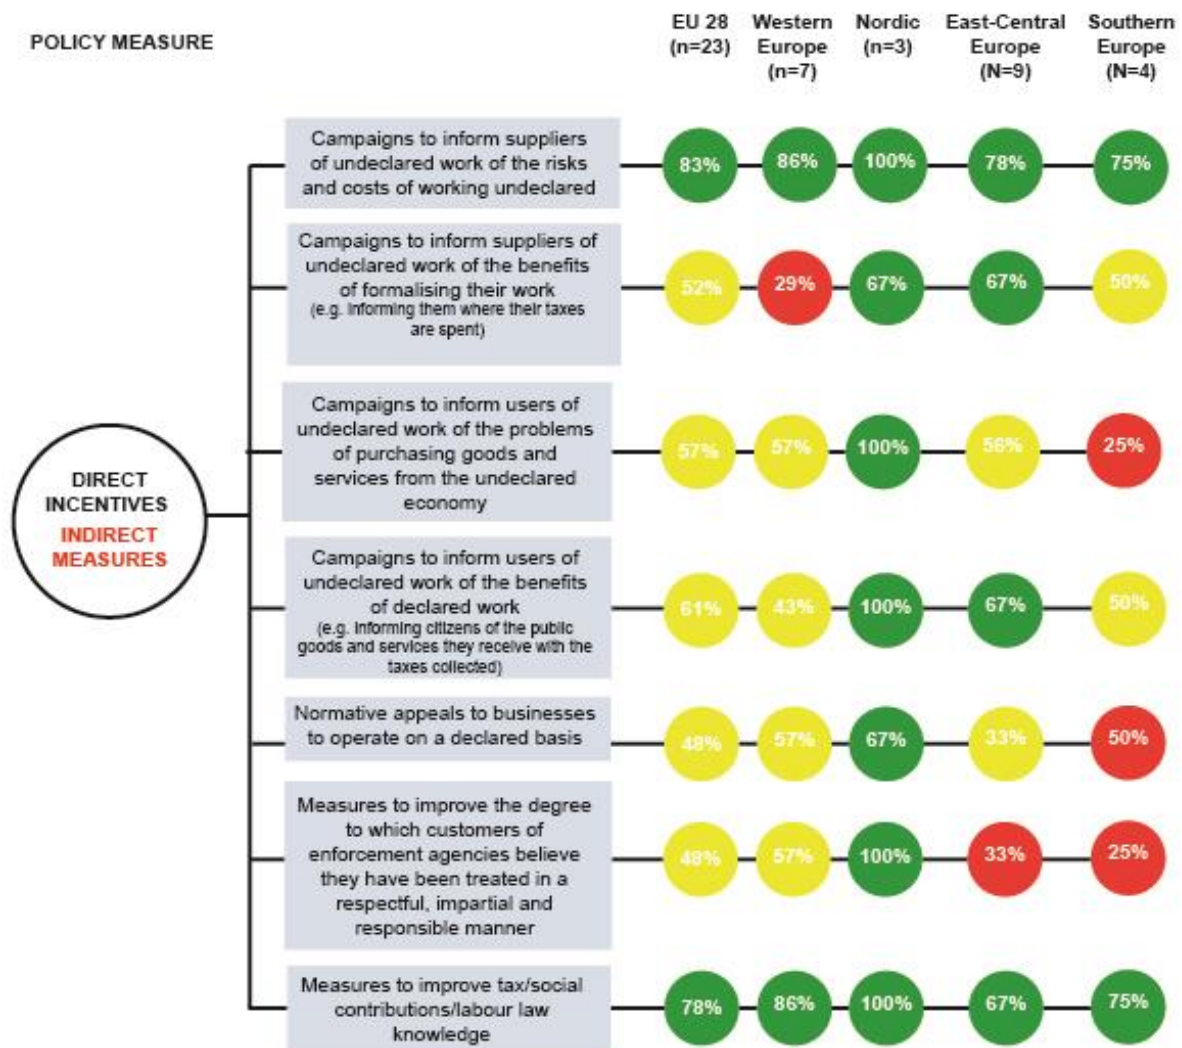 POLICY MEASURE
EU 28
(n=23)
Western
Europe
(n=7)
Nordic
(n=3)
East-Central
Europe
(N=9)
Southern
Europe
(N=4)
Campaigns to inform suppliers
of undeclared work of the risks
and costs of working undeclared
83% 86% 100% 78% 75%
Campaigns to inform suppliers of
undeclared work of the benefits
of formalising their work
(e.g. informing them where their taxes
are spent)
52% 29% 67% 67% 50%
Campaigns to inform users of
undeclared work of the problems
of purchasing goods and
services from the undeclared
economy
57% 57% 100% 56% 25%
DIRECT
INCENTIVES
INDIRECT
MEASURES
Campaigns to inform users of
undeclared work of the benefits
of declared work
(e.g. informing citizens of the public
goods and services they receive with the
taxes collected)
61% 43% 100% 67% 50%
Normative appeals to businesses
to operate on a declared basis
48% 57% 67% 33% 50%
Measures to improve the degree
to which customers of
enforcement agencies believe
they have been treated in a
respectful, impartial and
responsible manner
48% 57% 100% 33% 25%
Measures to improve tax/social
contributions/labour law
knowledge
78% 86% 100% 67% 75%